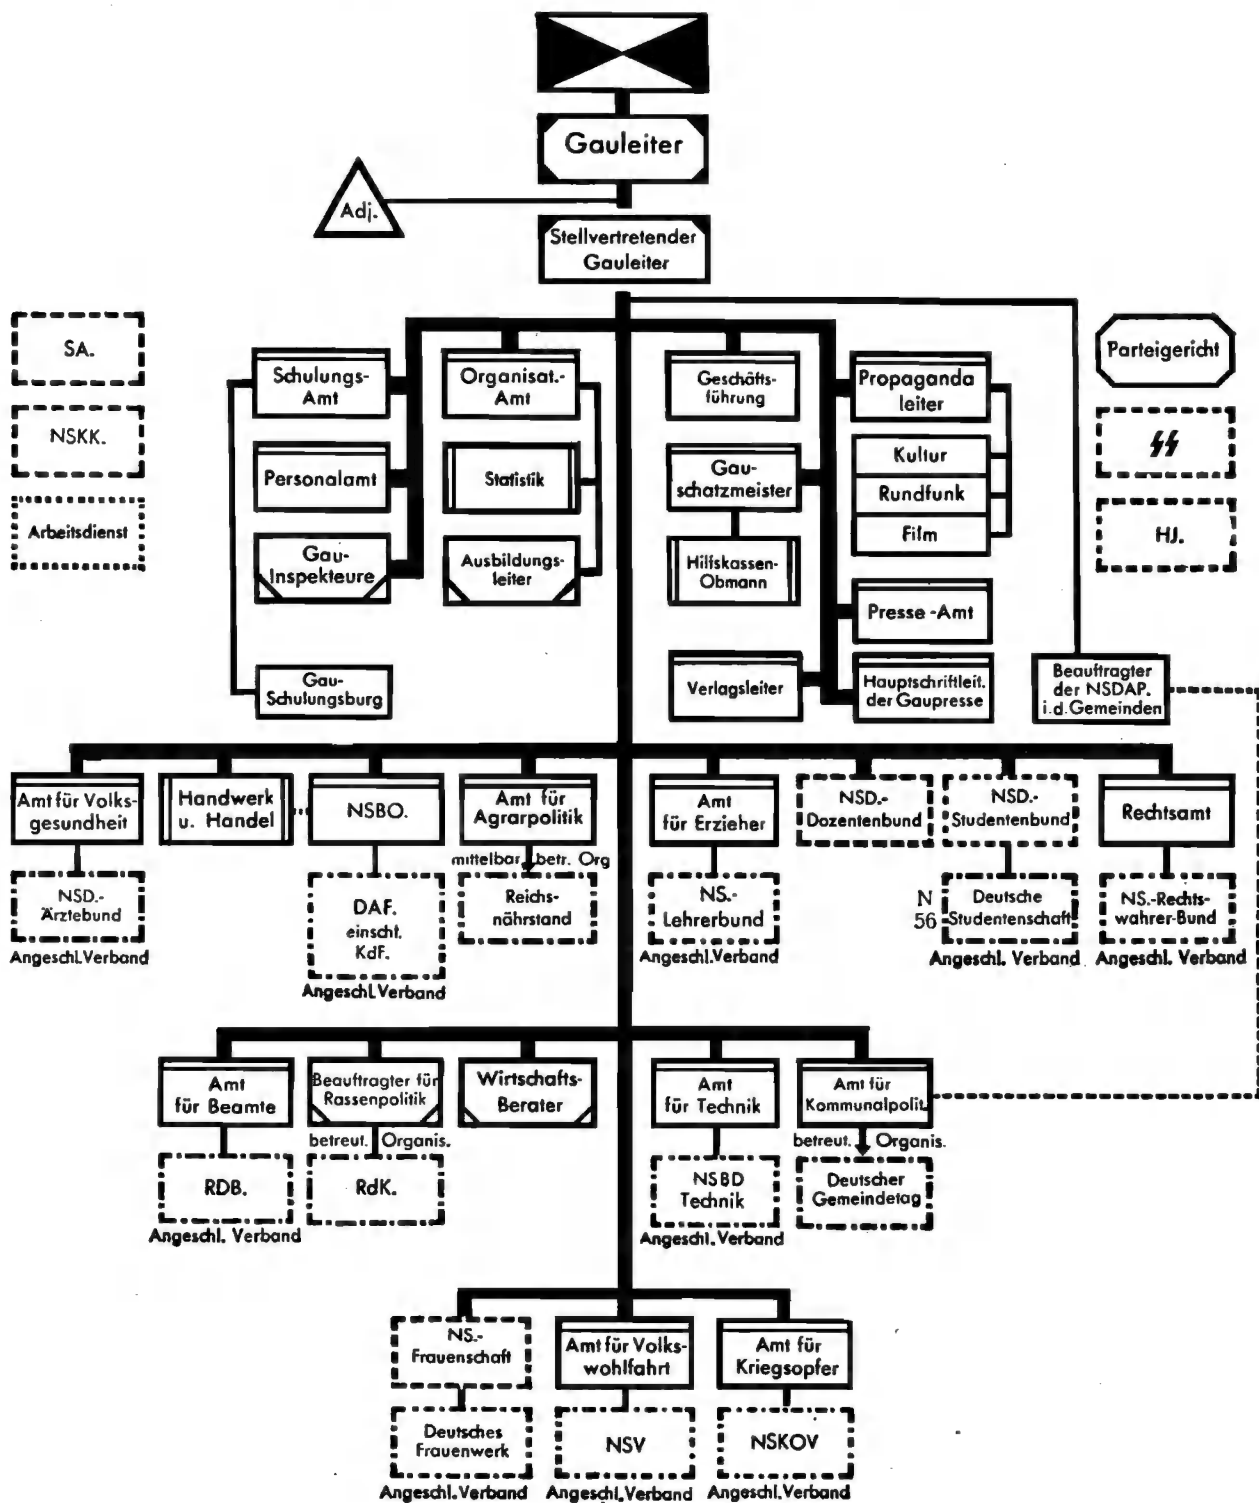 Gauleiter
Adj.
Stellvertretender
Gauleiter
SA.
NSKK.
Arbeitsdienst
Schulungs-
Amt
Personalamt
Gau-
Inspekteure
Gau-
Schulungsburg
Organisat.-
Amt
Statistik
Ausbildungs-
leiter
Geschäfts-
führung
Gau-
schatzmeister
Hilfskassen-
Obmann
Verlagsleiter
Propaganda
leiter
Kultur
Rundfunk
Film
Presse-Amt
Hauptschriftleit.
der Gaupresse
Parteigericht
SS
HJ.
Beauftragter
der NSDAP.
i.d.Gemeinden
Amt für Volks-
gesundheit
NSD.-
Ärztebund
Angeschl.Verband
Handwerk
u. Handel
NSBO.
DAF.
einscht.
KdF.
Angeschl.Verband
Amt für
Agrarpolitik
mittelbar betr. Org
Reichs-
nährstand
Amt
für Erzieher
NS.-
Lehrerbund
Angeschl.Verband
NSD.-
Dozentenbund
NSD.-
Studentenbund
N
56
Deutsche
Studentenschaft
Angeschl. Verband
Rechtsamt
NS.-Rechts-
wahrer-Bund
Angeschl. Verband
Amt
für Beamte
RDB.
Angeschl. Verband
Beauftragter für
Rassenpolitik
betreut. Organis.
RdK.
Wirtschafts-
Berater
Amt
für Technik
NSBD
Technik
Angeschl.Verband
Amt für
Kommunalpolit.
betreut. Organis.
Deutscher
Gemeindetag
NS.-
Frauenschaft
Deutsches
Frauenwerk
Angeschl.Verband
Amt für Volks-
wohlfahrt
NSV
Angeschl.Verband
Amt für
Kriegsopfer
NSKOV
Angeschl.Verband